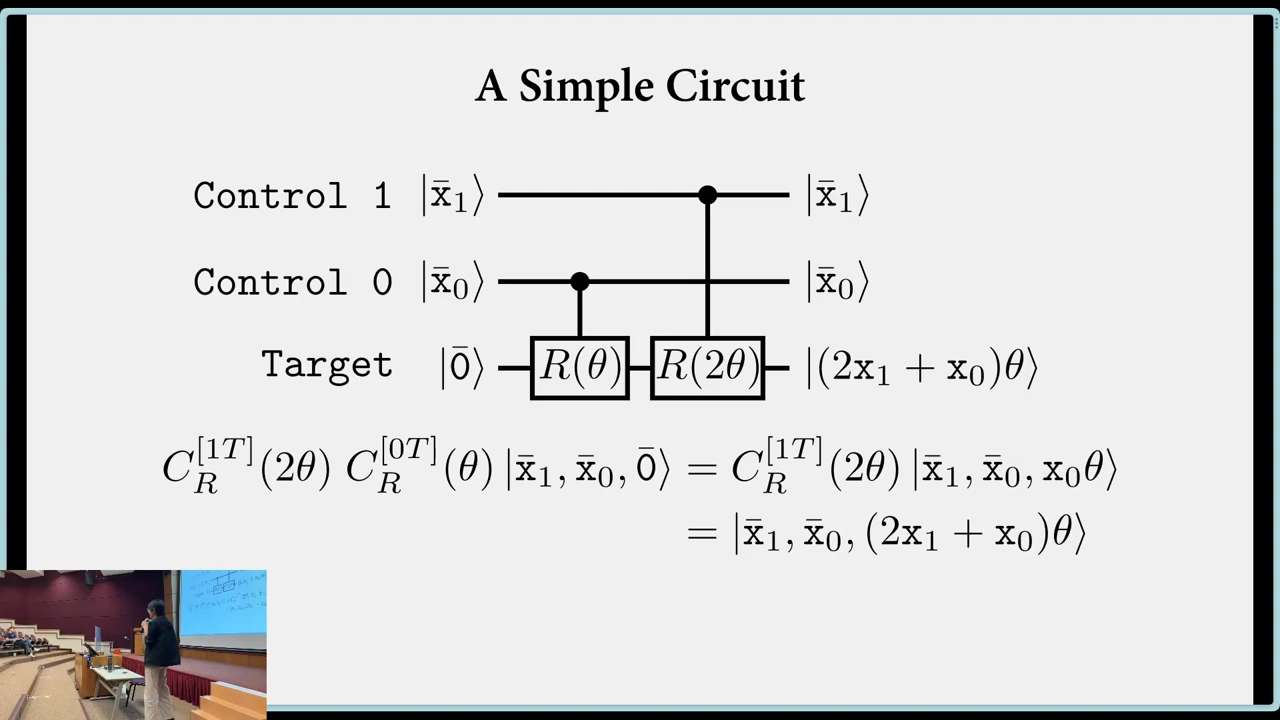 A Simple Circuit
Control 1 |x̄₁⟩ |x̄₁⟩
Control 0 |x̄₀⟩ |x̄₀⟩
Target |0̄⟩ R(θ) R(2θ) |(2x₁ + x₀)θ⟩
C_R^{[1T]}(2θ) C_R^{[0T]}(θ) |x̄₁, x̄₀, 0̄⟩ = C_R^{[1T]}(2θ) |x̄₁, x̄₀, x₀θ⟩
= |x̄₁, x̄₀, (2x₁ + x₀)θ⟩